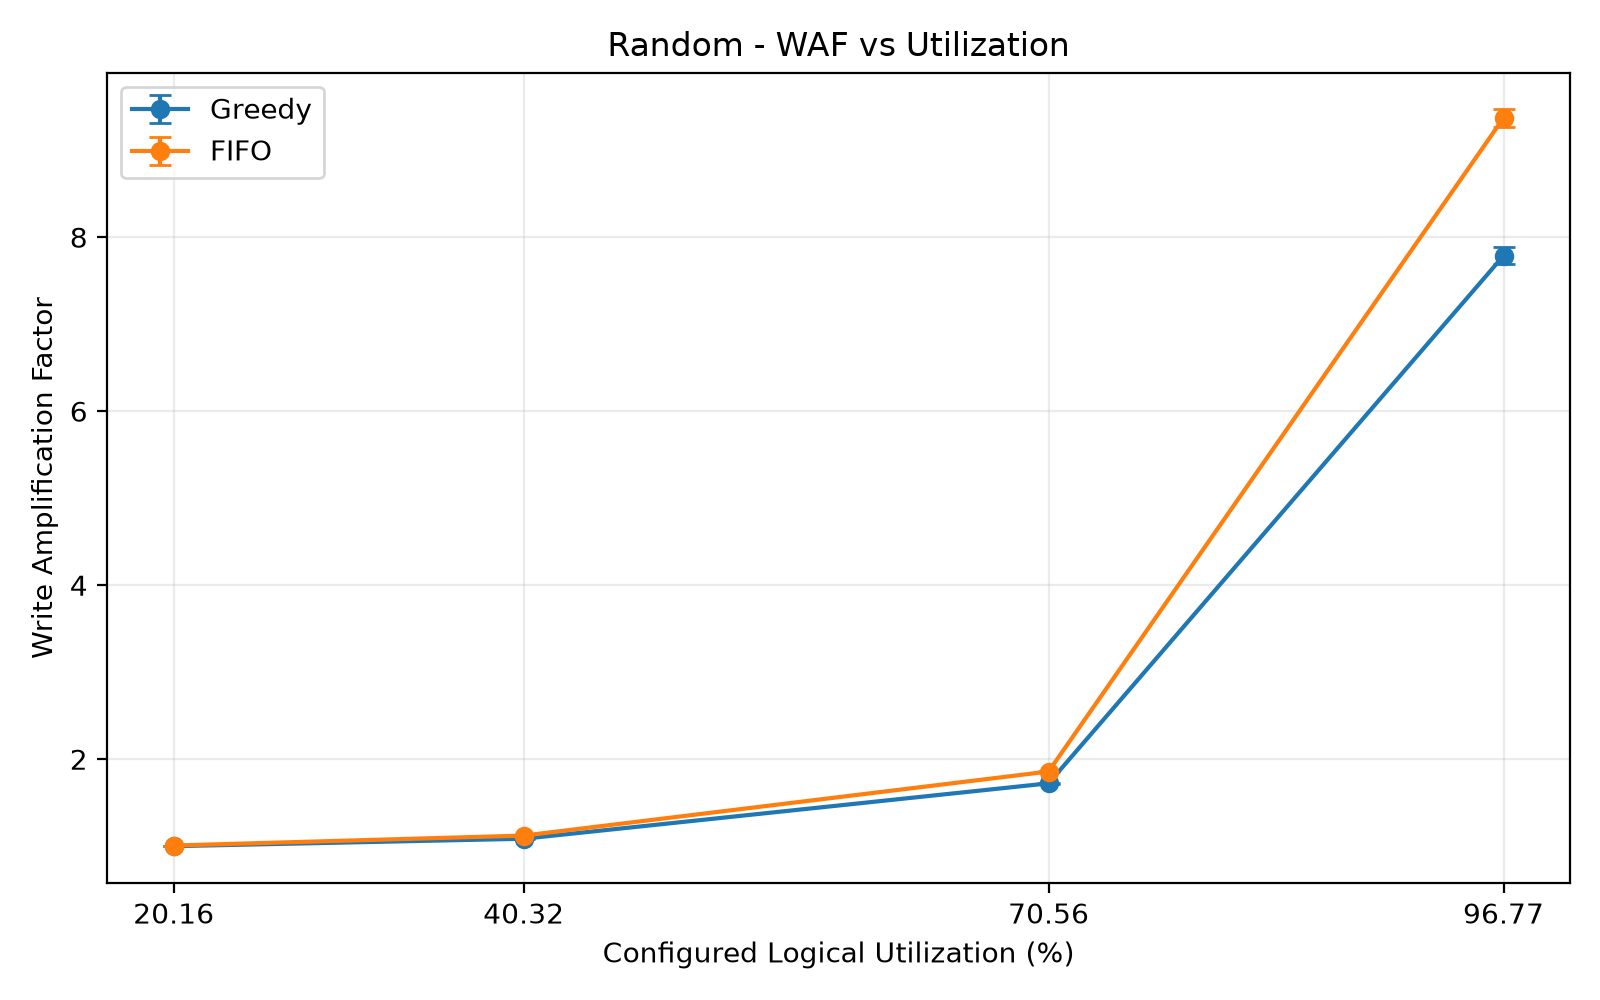 Random - WAF vs Utilization
Greedy
FIFO
Write Amplification Factor
8
6
4
2
20.16 40.32 70.56 96.77
Configured Logical Utilization (%)